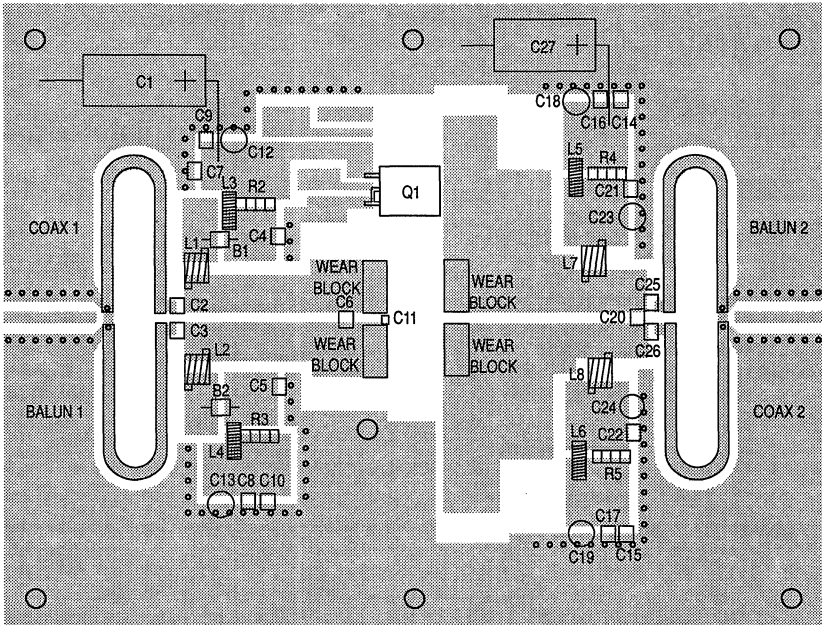 C27
C1
C9
C18
C16
C14
C12
C7
L5
R4
L3
R2
Q1
C21
C23
COAX 1
L1
C4
B1
BALUN 2
L7
WEAR
BLOCK
WEAR
BLOCK
C25
C2
C6
C11
C20
C3
C26
L2
WEAR
BLOCK
WEAR
BLOCK
L8
C5
B2
C24
BALUN 1
COAX 2
R3
L4
L6
C22
R5
C13
C8
C10
C17
C19
C15